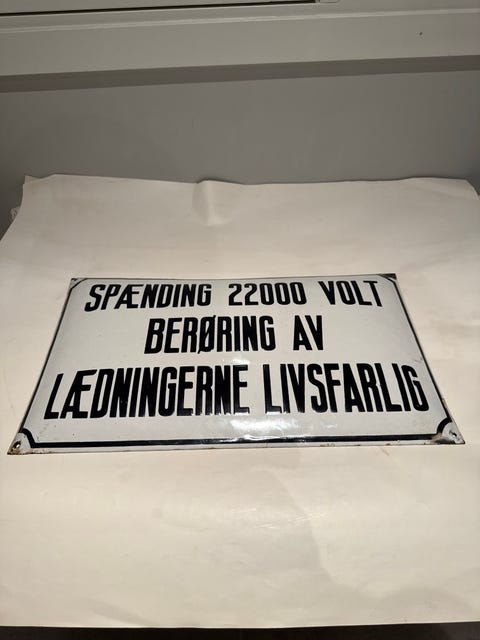 SPÆNDING 22000 VOLT
BERØRING AV
LÆDNINGERNE LIVSFARLIG